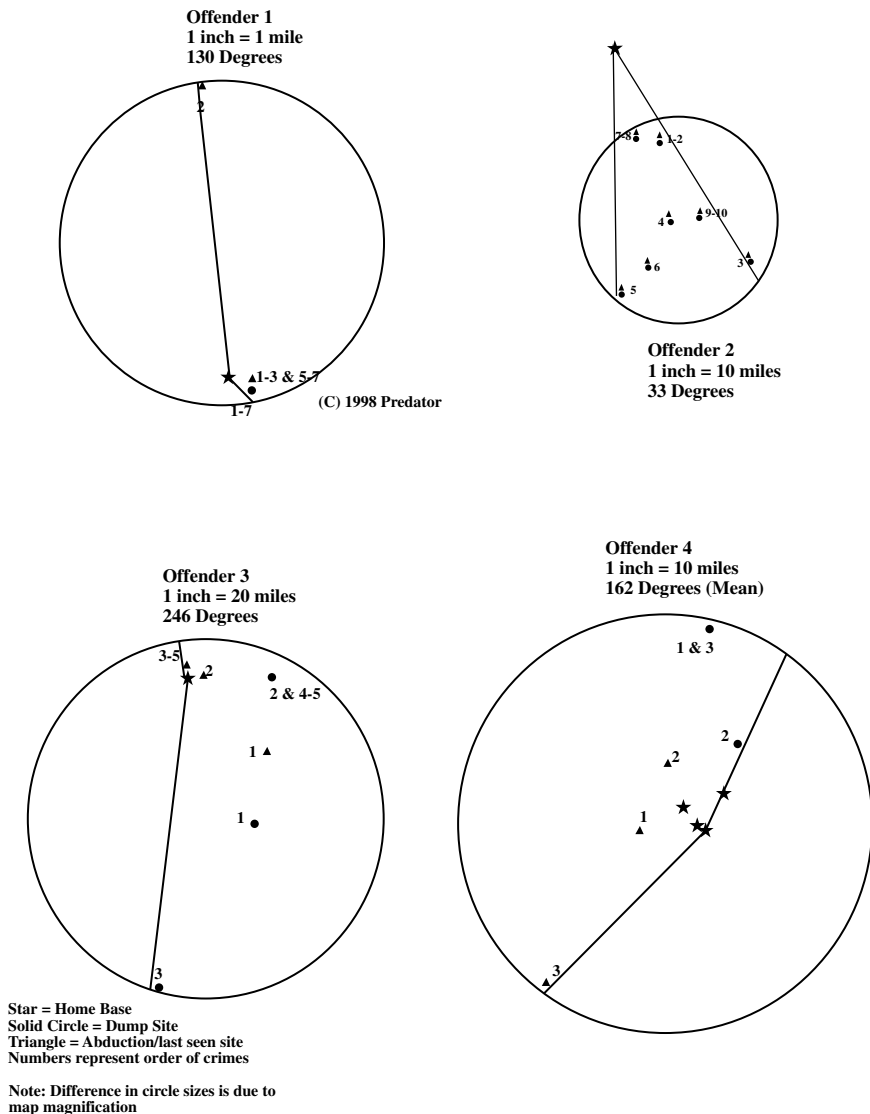 Offender 1
1 inch = 1 mile
130 Degrees
2
1-3 & 5-7
1-7
(C) 1998 Predator
7-8
1-2
4
9-10
6
3
5
Offender 2
1 inch = 10 miles
33 Degrees
Offender 3
1 inch = 20 miles
246 Degrees
3-5
2
2 & 4-5
1
1
3
Offender 4
1 inch = 10 miles
162 Degrees (Mean)
1 & 3
2
2
1
3
Star = Home Base
Solid Circle = Dump Site
Triangle = Abduction/last seen site
Numbers represent order of crimes
Note: Difference in circle sizes is due to
map magnification